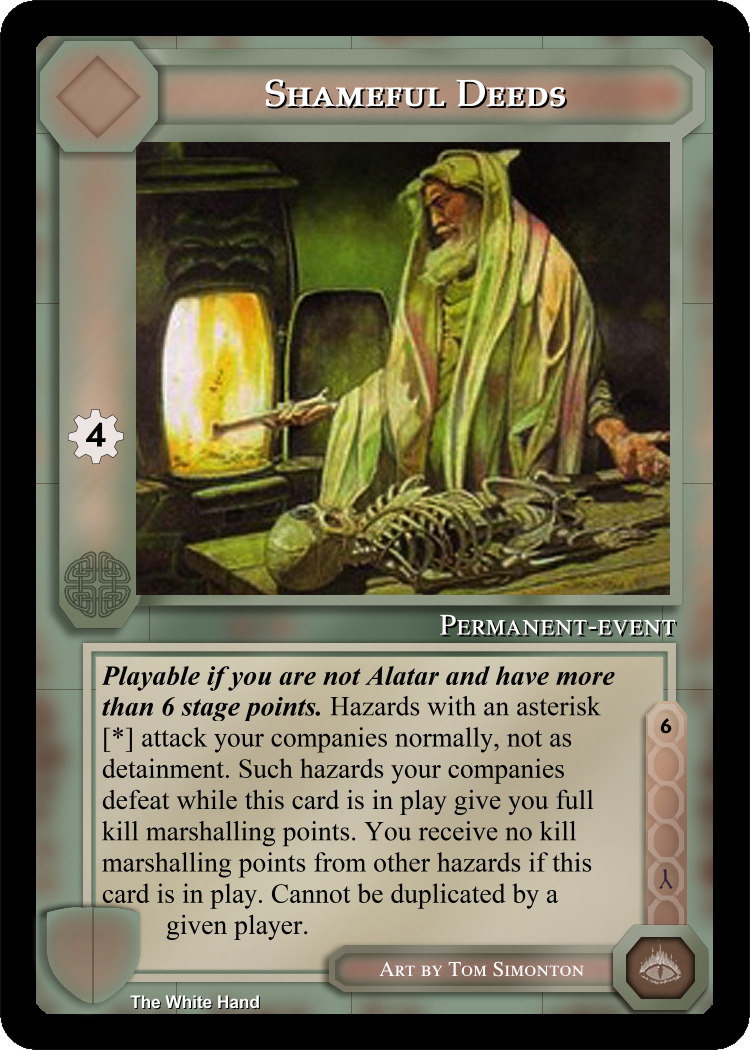 Shameful Deeds
4
Permanent-event
Playable if you are not Alatar and have more
than 6 stage points. Hazards with an asterisk
[*] attack your companies normally, not as
detainment. Such hazards your companies
defeat while this card is in play give you full
kill marshalling points. You receive no kill
marshalling points from other hazards if this
card is in play. Cannot be duplicated by a
given player.
6
Art by Tom Simonton
The White Hand